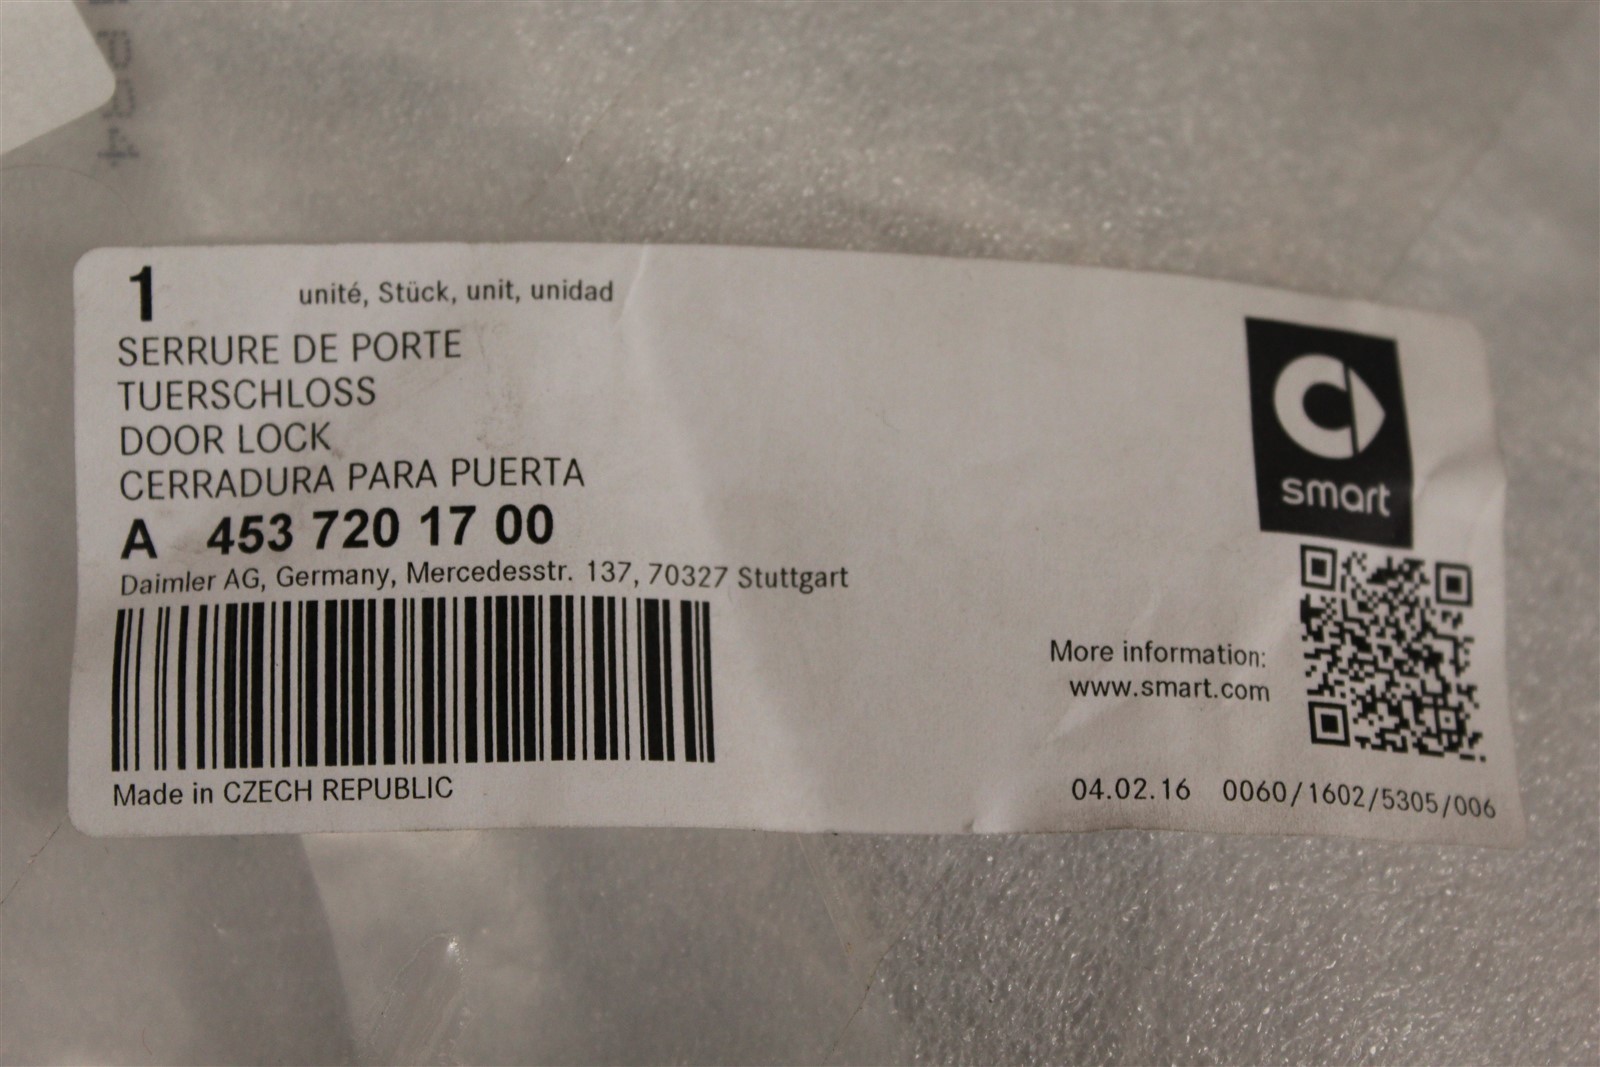 1 unité, Stück, unit, unidad
SERRURE DE PORTE
TUERSCHLOSS
DOOR LOCK
CERRADURA PARA PUERTA
A 453 720 17 00
Daimler AG, Germany, Mercedesstr. 137, 70327 Stuttgart
Made in CZECH REPUBLIC
smart
More information:
www.smart.com
04.02.16 0060/1602/5305/006